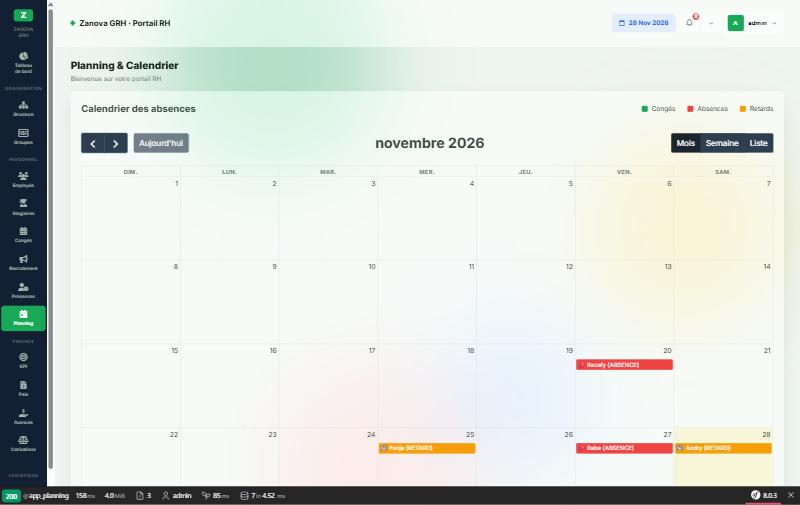 Z
ZANOVA
GRH
Tableau
de bord
ORGANISATION
Structure
Groupes
PERSONNEL
Employés
Stagiaires
Congés
Recrutement
Présences
Planning
FINANCE
KPI
Paie
Avances
Cotisations
LOGISTIQUE
Zanova GRH · Portail RH
28 Nov 2026
A admin
Planning & Calendrier
Bienvenue sur votre portail RH
Calendrier des absences
Congés Absences Retards
Aujourd'hui
novembre 2026
Mois Semaine Liste
DIM. LUN. MAR. MER. JEU. VEN. SAM.
1 2 3 4 5 6 7
8 9 10 11 12 13 14
15 16 17 18 19 20 21
Razafy (ABSENCE)
22 23 24 25 26 27 28
Fanja (RETARD) Rabe (ABSENCE) Andry (RETARD)
200 @app_planning 158 ms 4.0 MiB 3 admin 85 ms 7 in 4.52 ms 8.0.3